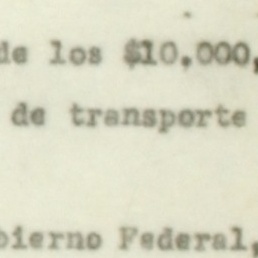 de los $10.000,
de transporte
bierno Federal,